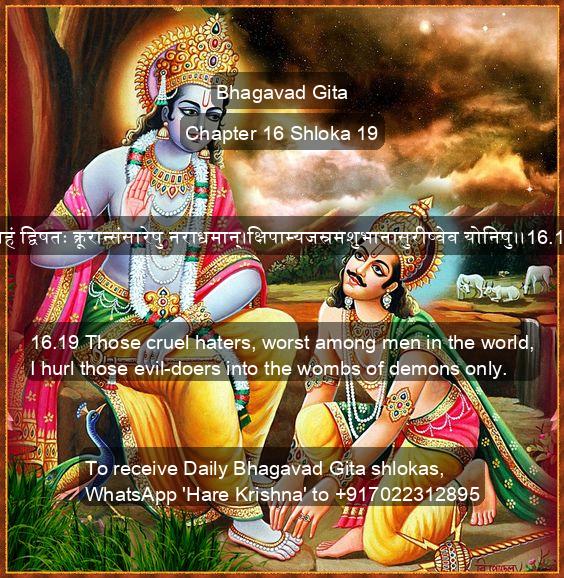 Bhagavad Gita
Chapter 16 Shloka 19
द्विषतः क्रूरान्संसारेषु नराधमान्।क्षिपाम्यजस्रमशुभानासुरीष्वेव योनिषु।।16.1
16.19 Those cruel haters, worst among men in the world,
I hurl those evil-doers into the wombs of demons only.
To receive Daily Bhagavad Gita shlokas,
WhatsApp 'Hare Krishna' to +917022312895